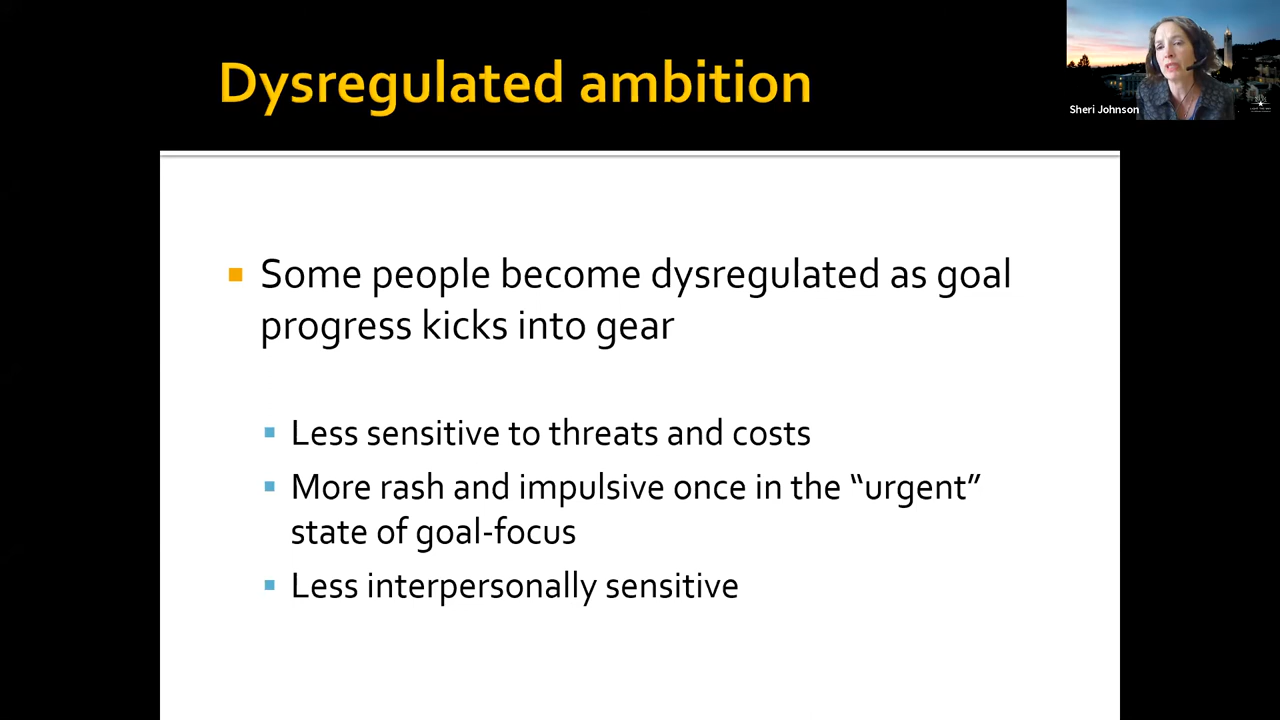 Dysregulated ambition
Sheri Johnson
Some people become dysregulated as goal
progress kicks into gear
Less sensitive to threats and costs
More rash and impulsive once in the “urgent”
state of goal-focus
Less interpersonally sensitive